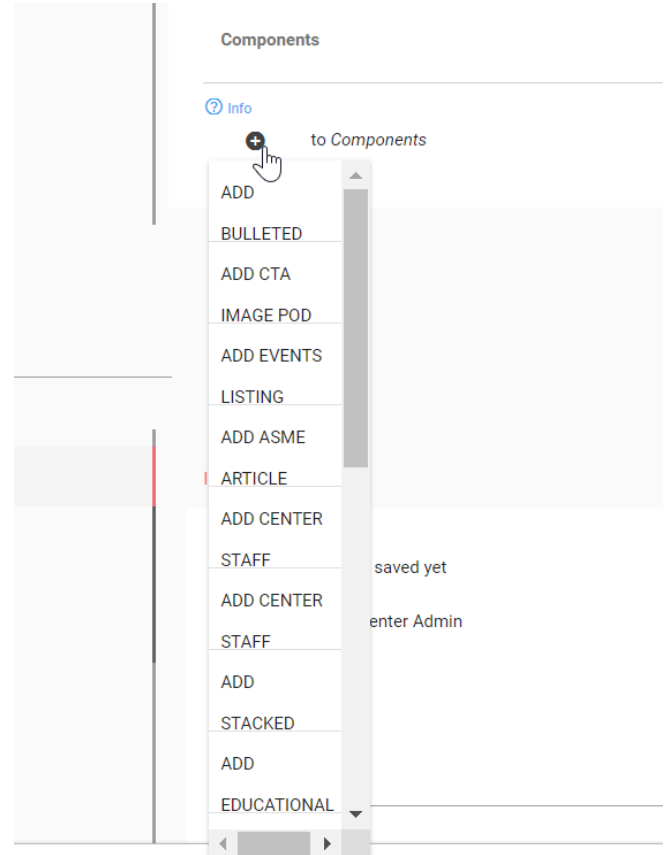 Components
Info
to Components
ADD
BULLETED
ADD CTA
IMAGE POD
ADD EVENTS
LISTING
ADD ASME
ARTICLE
ADD CENTER
STAFF
saved yet
ADD CENTER
enter Admin
STAFF
ADD
STACKED
ADD
EDUCATIONAL